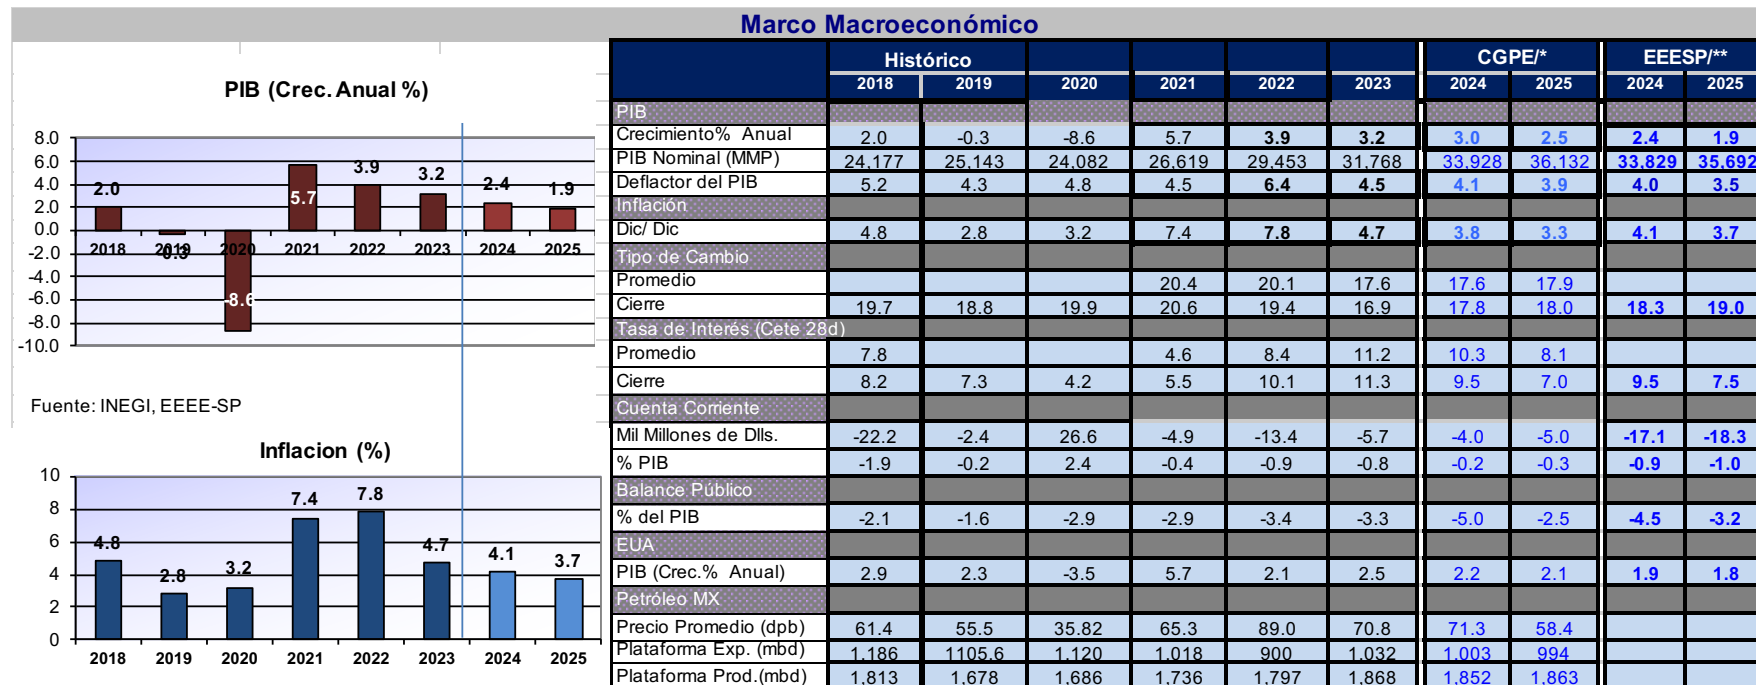 Marco Macroeconómico
PIB (Crec. Anual %)
8.0
6.0
4.0
2.0
0.0
-2.0
-4.0
-6.0
-8.0
-10.0
2.0
-0.3
-8.6
5.7
3.9
3.2
2.4
1.9
2018 2019 2020 2021 2022 2023 2024 2025
Fuente: INEGI, EEEE-SP
Inflacion (%)
10
8
6
4
2
0
4.8
2.8
3.2
7.4
7.8
4.7
4.1
3.7
2018 2019 2020 2021 2022 2023 2024 2025
Histórico CGPE/* EEESP/**
2018 2019 2020 2021 2022 2023 2024 2025 2024 2025
PIB
Crecimiento% Anual 2.0 -0.3 -8.6 5.7 3.9 3.2 3.0 2.5 2.4 1.9
PIB Nominal (MMP) 24,177 25,143 24,082 26,619 29,453 31,768 33,928 36,132 33,829 35,692
Deflactor del PIB 5.2 4.3 4.8 4.5 6.4 4.5 4.1 3.9 4.0 3.5
Inflación
Dic/ Dic 4.8 2.8 3.2 7.4 7.8 4.7 3.8 3.3 4.1 3.7
Tipo de Cambio
Promedio 20.4 20.1 17.6 17.6 17.9
Cierre 19.7 18.8 19.9 20.6 19.4 16.9 17.8 18.0 18.3 19.0
Tasa de Interés (Cete 28d)
Promedio 7.8 4.6 8.4 11.2 10.3 8.1
Cierre 8.2 7.3 4.2 5.5 10.1 11.3 9.5 7.0 9.5 7.5
Cuenta Corriente
Mil Millones de Dlls. -22.2 -2.4 26.6 -4.9 -13.4 -5.7 -4.0 -5.0 -17.1 -18.3
% PIB -1.9 -0.2 2.4 -0.4 -0.9 -0.8 -0.2 -0.3 -0.9 -1.0
Balance Público
% del PIB -2.1 -1.6 -2.9 -2.9 -3.4 -3.3 -5.0 -2.5 -4.5 -3.2
EUA
PIB (Crec.% Anual) 2.9 2.3 -3.5 5.7 2.1 2.5 2.2 2.1 1.9 1.8
Petróleo MX
Precio Promedio (dpb) 61.4 55.5 35.82 65.3 89.0 70.8 71.3 58.4
Plataforma Exp. (mbd) 1,186 1105.6 1,120 1,018 900 1,032 1,003 994
Plataforma Prod.(mbd) 1,813 1,678 1,686 1,736 1,797 1,868 1,852 1,863